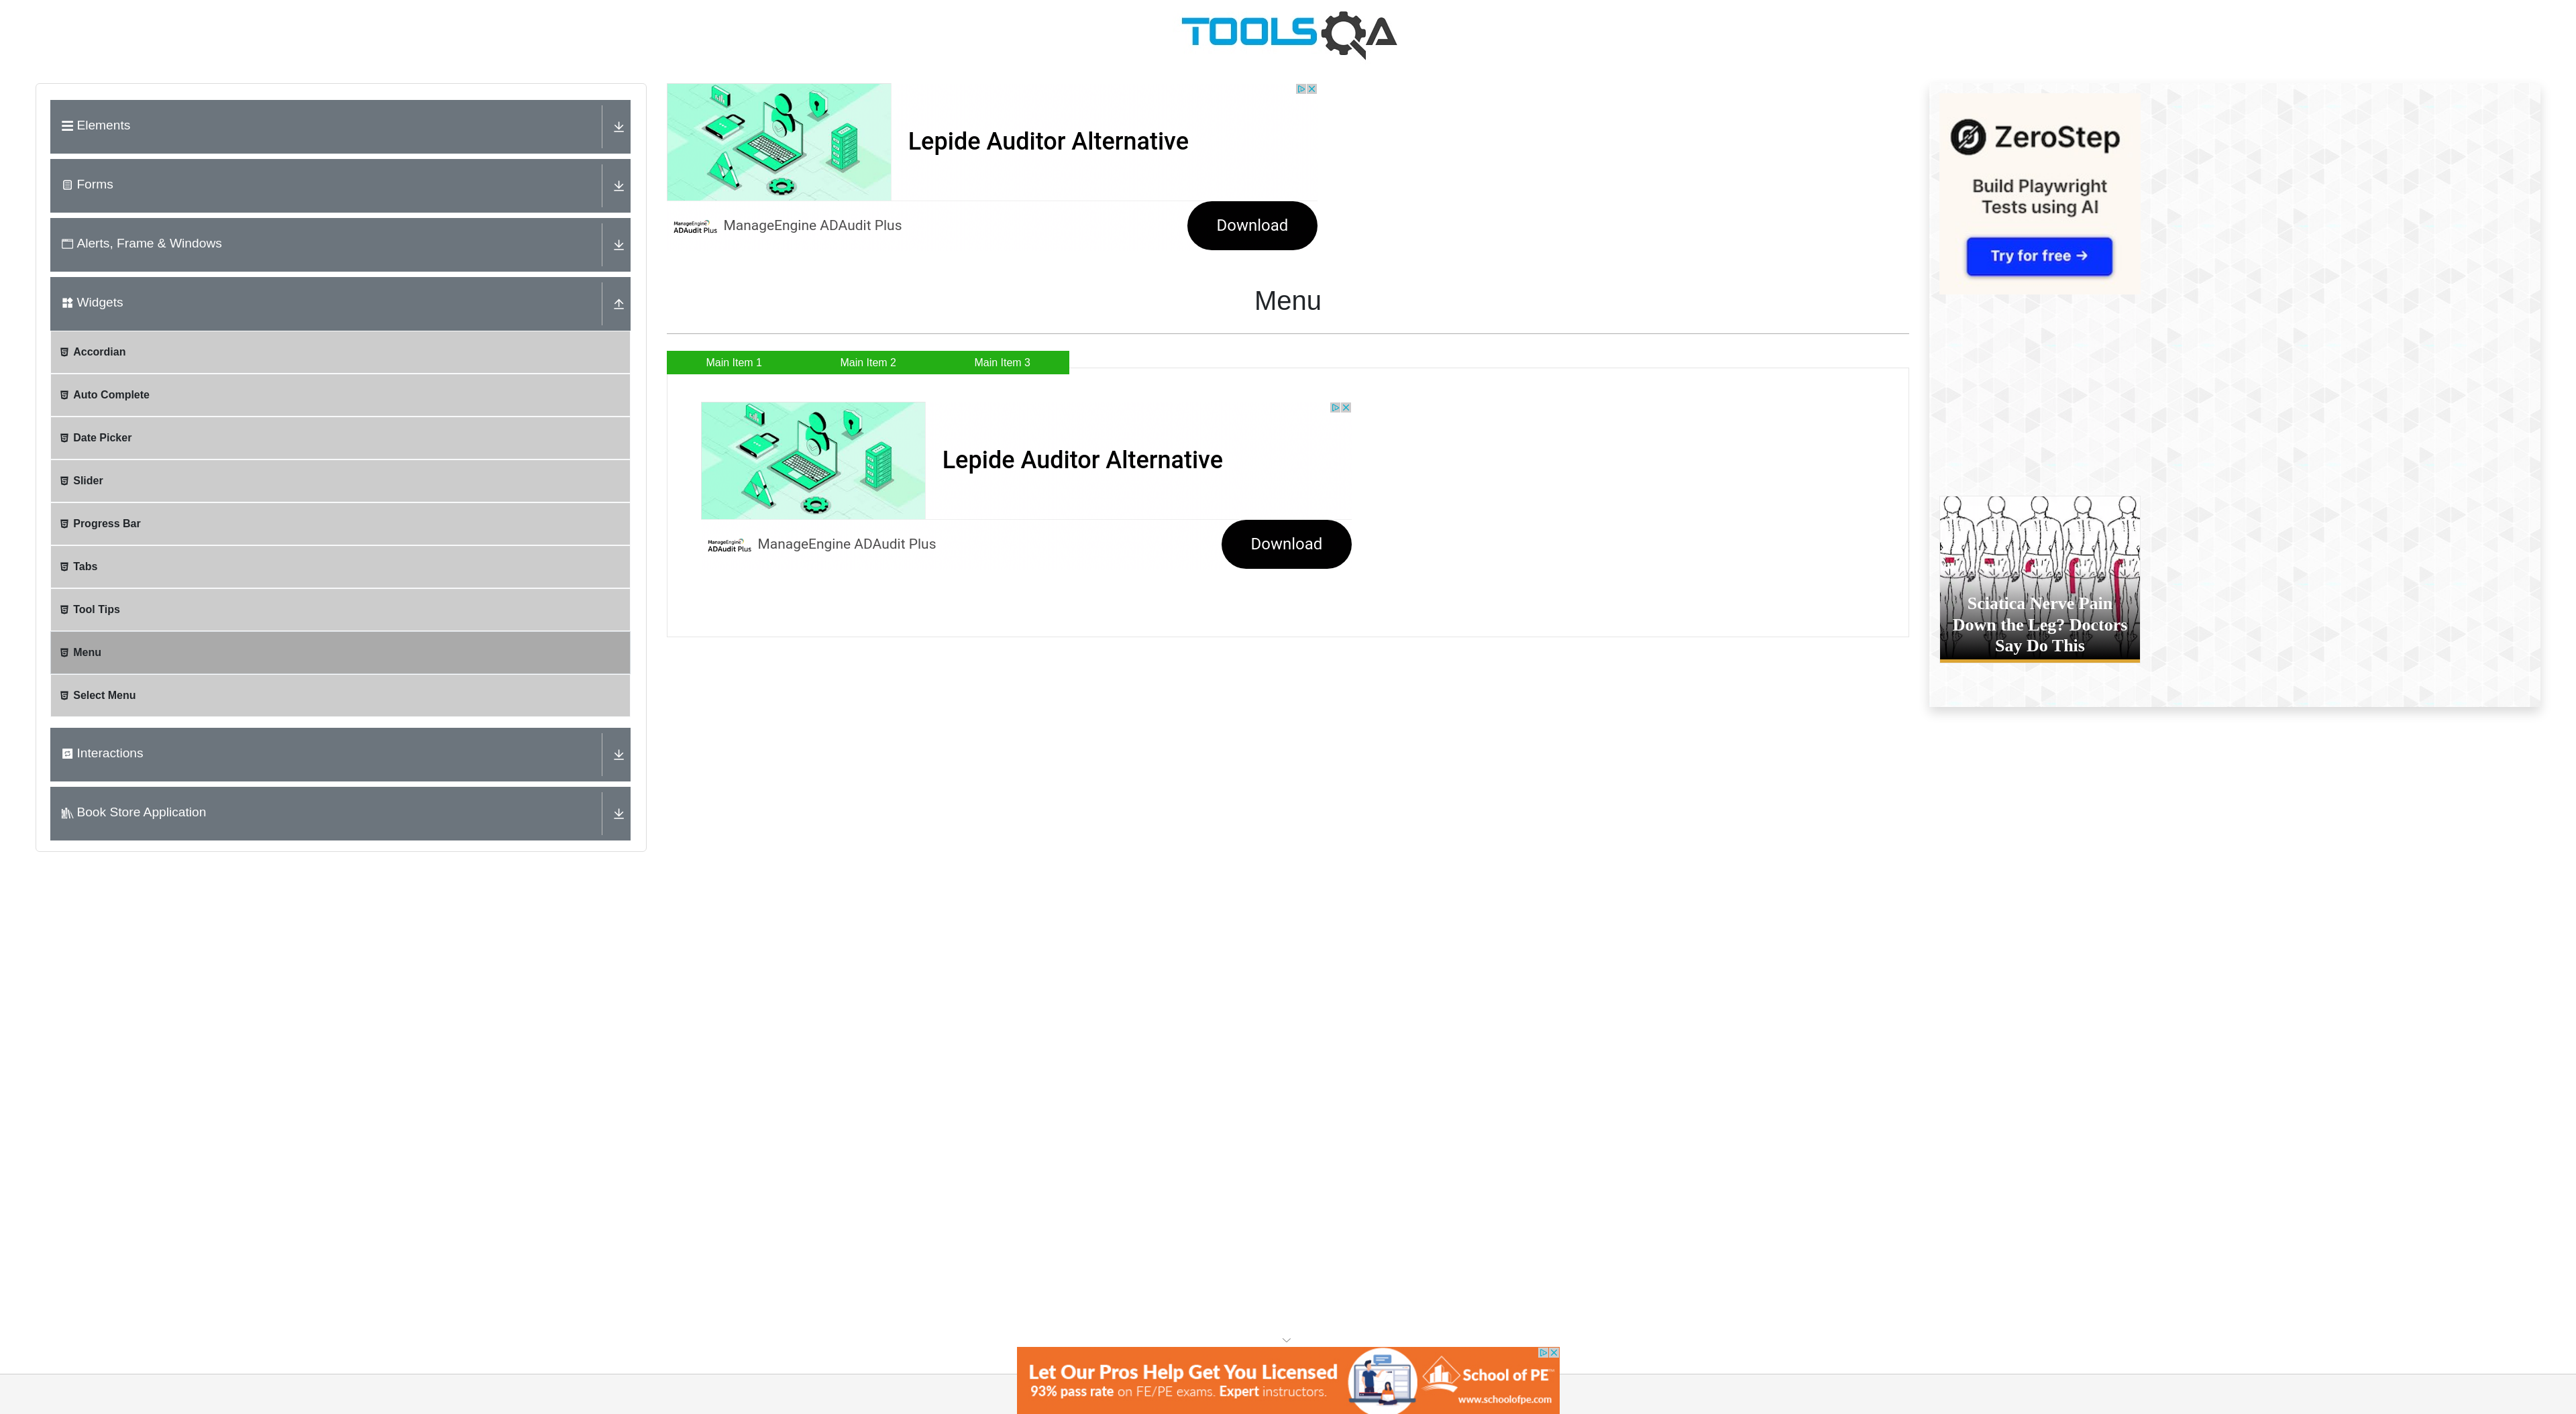 TOOLSQA
Elements
Forms
Alerts, Frame & Windows
Widgets
Accordian
Auto Complete
Date Picker
Slider
Progress Bar
Tabs
Tool Tips
Menu
Select Menu
Interactions
Book Store Application
Lepide Auditor Alternative
ManageEngine
ADAudit Plus
ManageEngine ADAudit Plus
Download
Menu
Main Item 1
Main Item 2
Main Item 3
Lepide Auditor Alternative
ManageEngine
ADAudit Plus
ManageEngine ADAudit Plus
Download
ZeroStep
Build Playwright
Tests using AI
Try for free →
Sciatica Nerve Pain
Down the Leg? Doctors
Say Do This
Let Our Pros Help Get You Licensed
93% pass rate on FE/PE exams. Expert instructors.
School of PE
www.schoolofpe.com